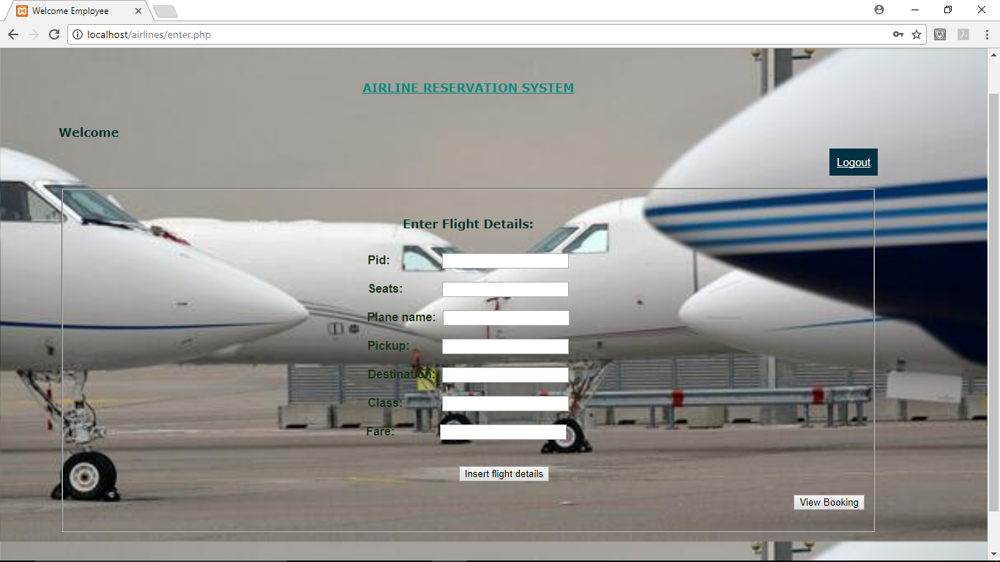 Welcome Employee
localhost/airlines/enter.php
AIRLINE RESERVATION SYSTEM
Welcome
Logout
Enter Flight Details:
Pid:
Seats:
Plane name:
Pickup:
Destination:
Class:
Fare:
Insert flight details
View Booking